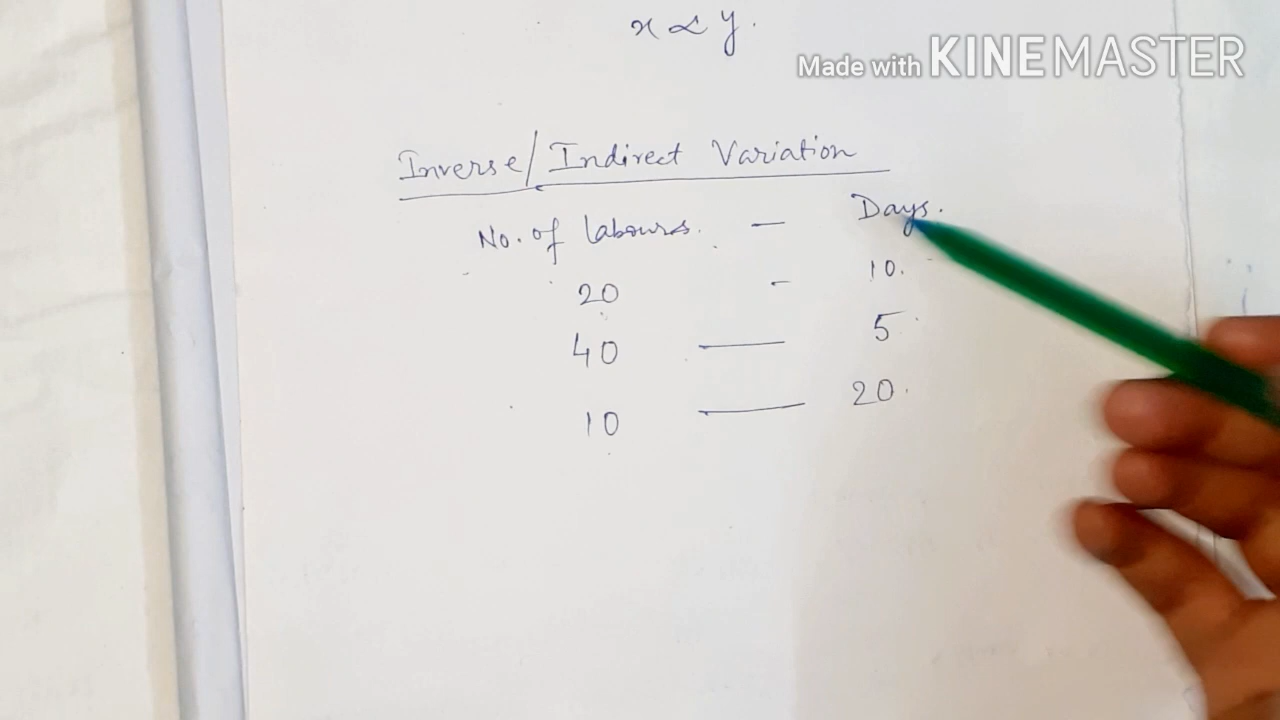 x ∝ y.
Made with KINEMASTER
Inverse/Indirect Variation
No. of labours. — Days.
20 - 10.
40 — 5
10 — 20.